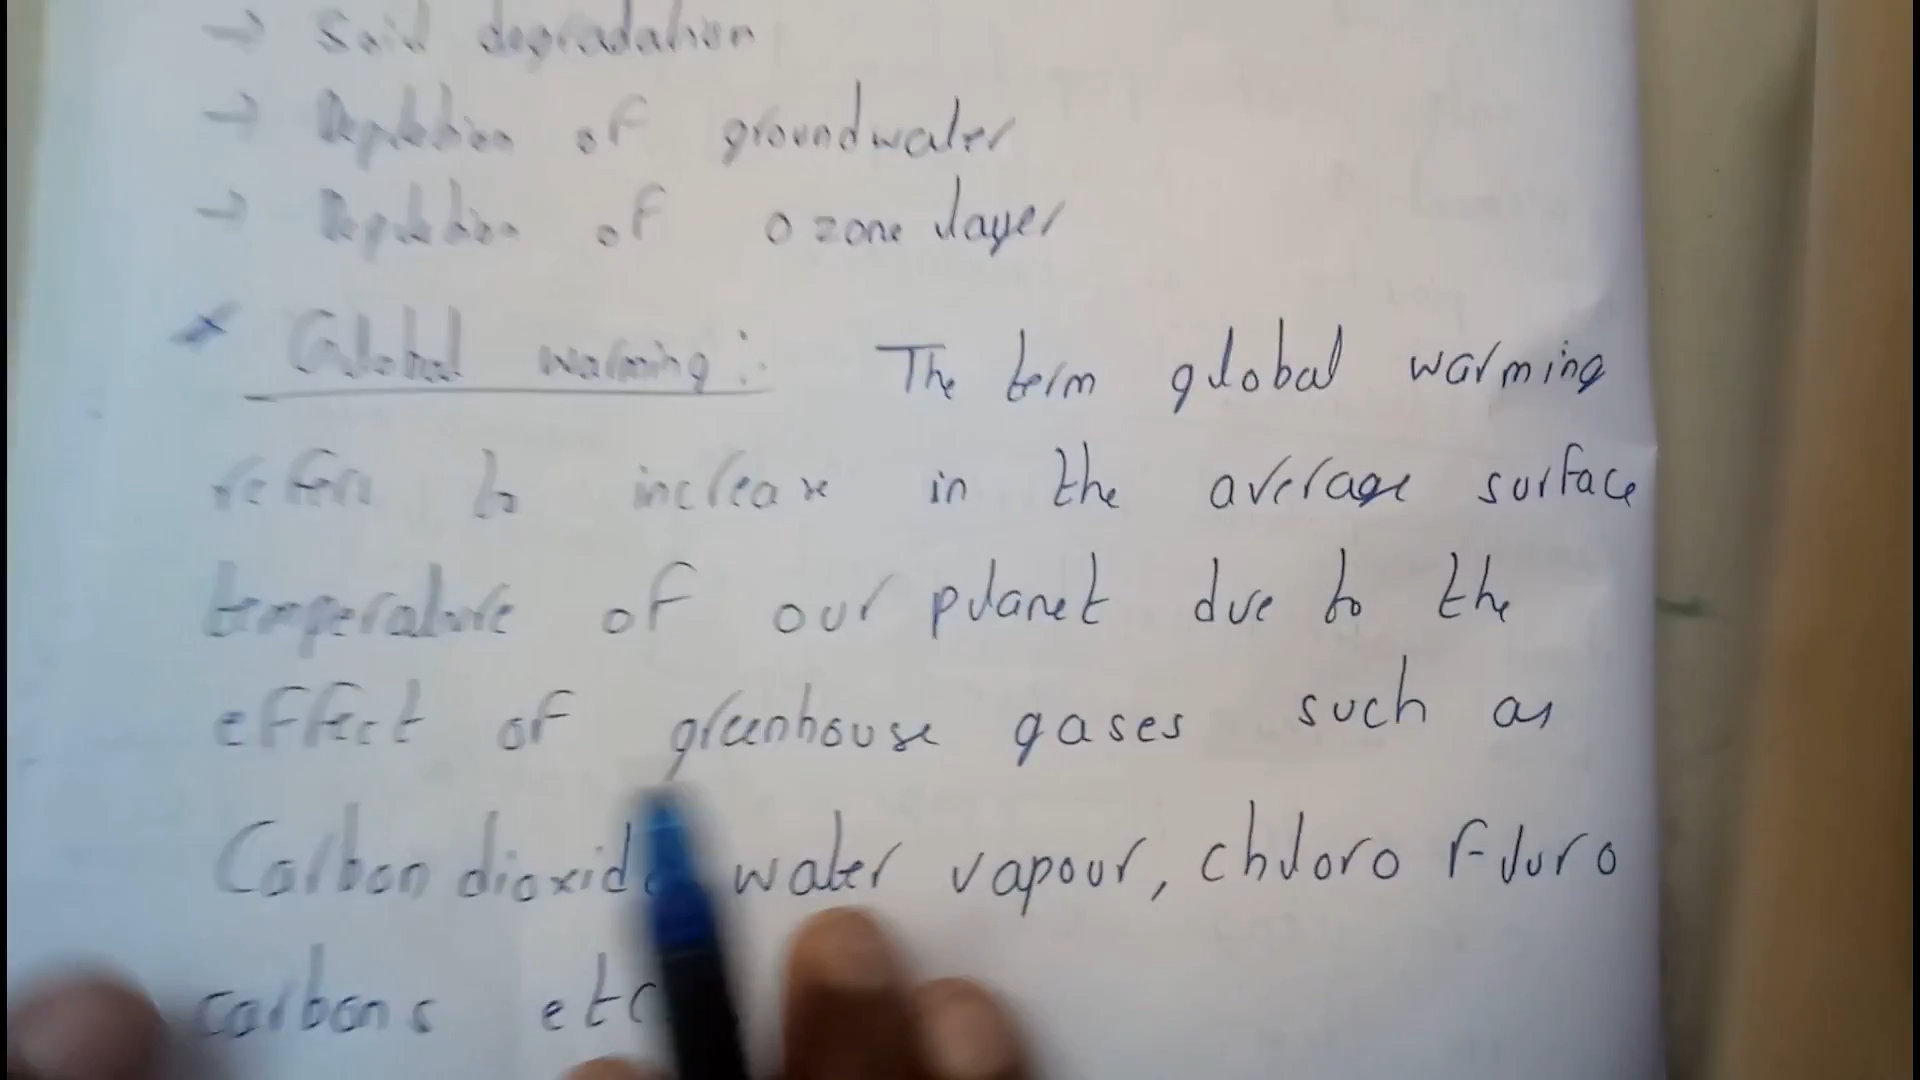 → Soil degradation
→ Depletion of groundwater
→ Depletion of ozone layer
* Global warming:- The term global warming
refers to increase in the average surface
temperature of our planet due to the
effect of greenhouse gases such as
Carbon dioxide water vapour, chloro fluro
carbons etc